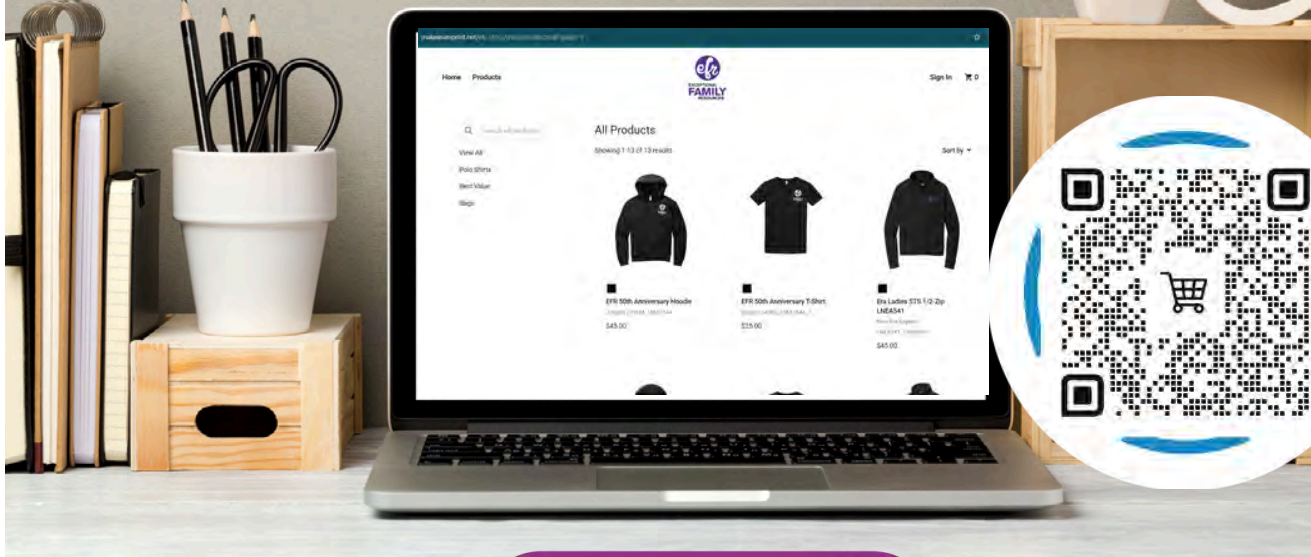 Home Products
efr
EXCEPTIONAL
FAMILY
RESOURCES
Sign In 0
All Products
Showing 1-13 of 13 results
Sort by
View All
Polo Shirts
Best Value
Bags
EFR 50th Anniversary Hoodie
$45.00
EFR 50th Anniversary T-Shirt
$25.00
Era Ladies STS 1/2-Zip
LNEA541
$45.00